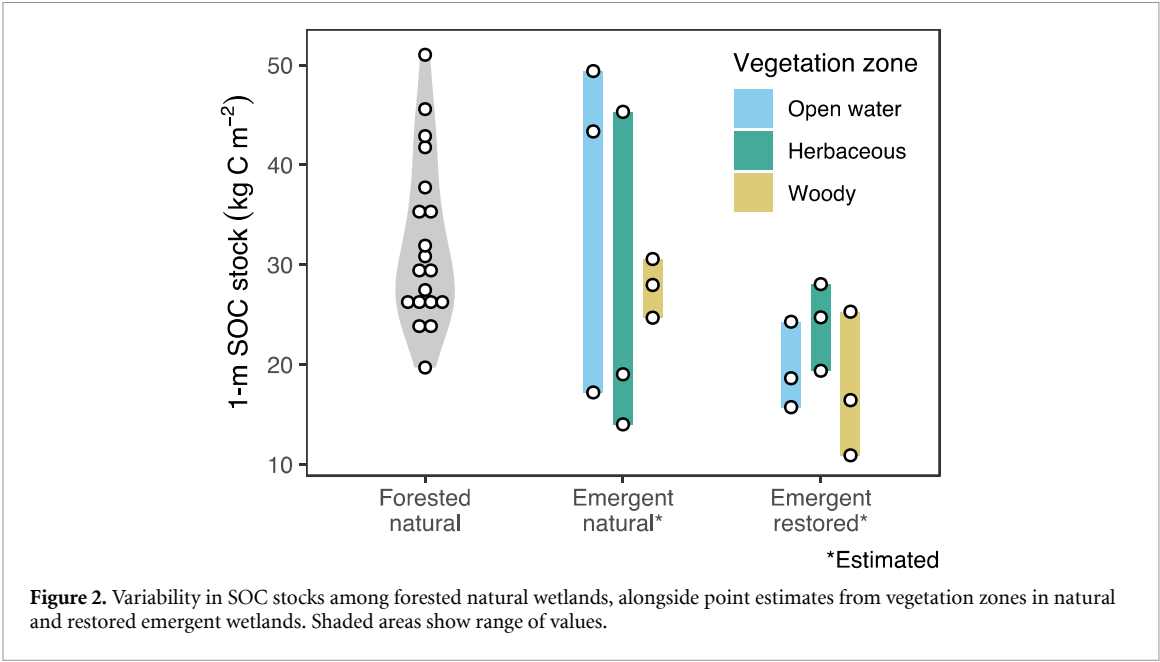 1-m SOC stock (kg C m⁻²)
50
40
30
20
10
Vegetation zone
Open water
Herbaceous
Woody
Forested
natural
Emergent
natural*
Emergent
restored*
*Estimated
Figure 2. Variability in SOC stocks among forested natural wetlands, alongside point estimates from vegetation zones in natural
and restored emergent wetlands. Shaded areas show range of values.